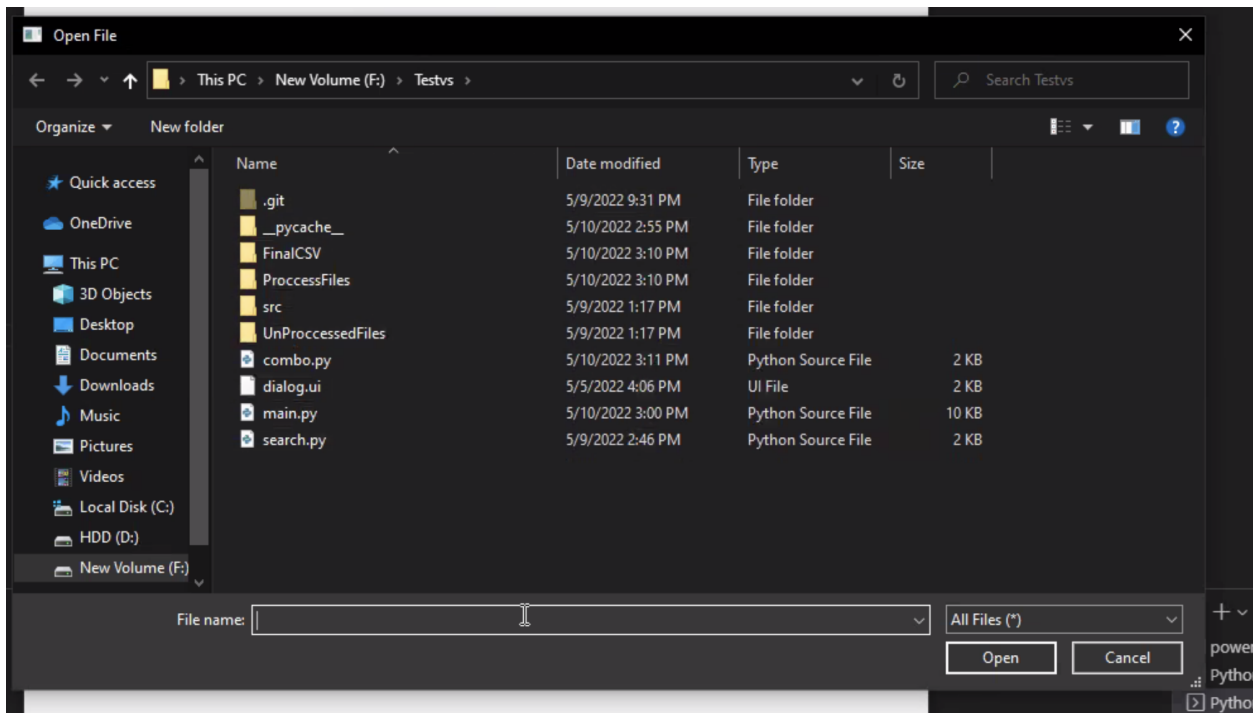 Open File
This PC > New Volume (F:) > Testvs >
Search Testvs
Organize
New folder
Name Date modified Type Size
Quick access
OneDrive
This PC
3D Objects
Desktop
Documents
Downloads
Music
Pictures
Videos
Local Disk (C:)
HDD (D:)
New Volume (F:)
.git 5/9/2022 9:31 PM File folder
__pycache__ 5/10/2022 2:55 PM File folder
FinalCSV 5/10/2022 3:10 PM File folder
ProccessFiles 5/10/2022 3:10 PM File folder
src 5/9/2022 1:17 PM File folder
UnProccessedFiles 5/9/2022 1:17 PM File folder
combo.py 5/10/2022 3:11 PM Python Source File 2 KB
dialog.ui 5/5/2022 4:06 PM UI File 2 KB
main.py 5/10/2022 3:00 PM Python Source File 10 KB
search.py 5/9/2022 2:46 PM Python Source File 2 KB
File name:
All Files (*)
Open
Cancel
power
Pytho
Pytho